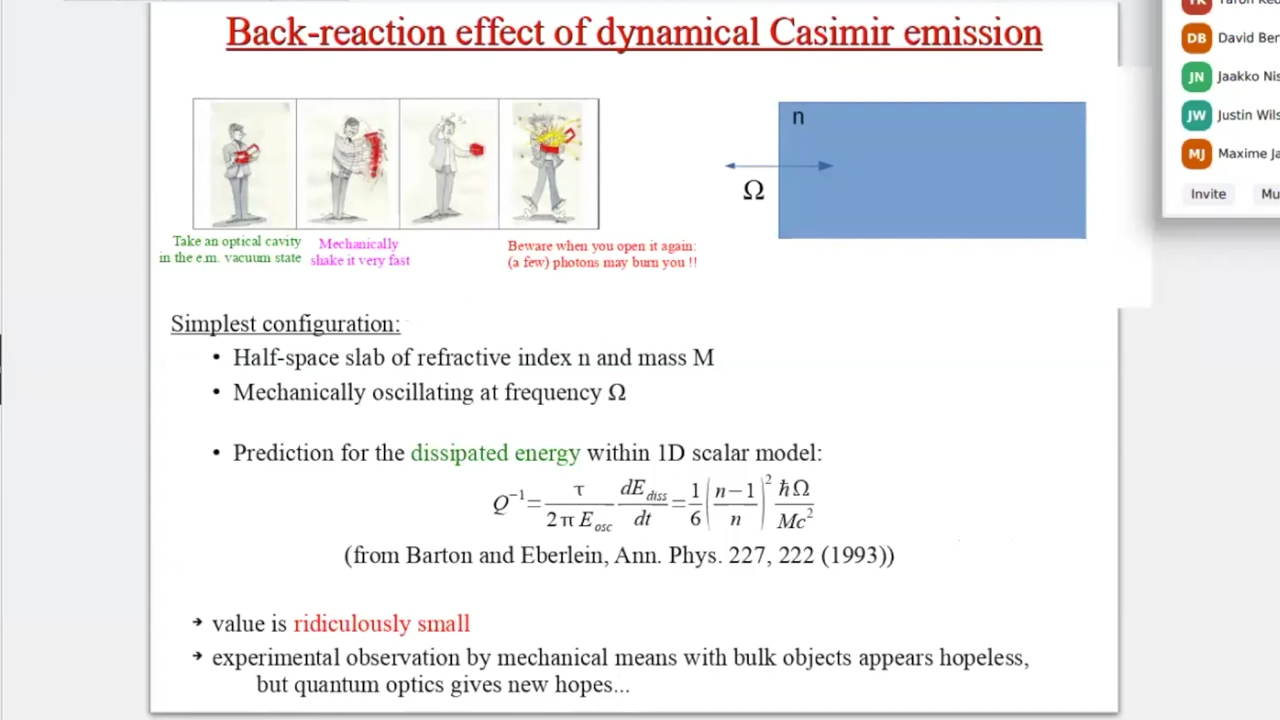 Back-reaction effect of dynamical Casimir emission
n
Ω
Take an optical cavity
in the e.m. vacuum state
Mechanically
shake it very fast
Beware when you open it again:
(a few) photons may burn you !!
Simplest configuration:
• Half-space slab of refractive index n and mass M
• Mechanically oscillating at frequency Ω
• Prediction for the dissipated energy within 1D scalar model:
Q⁻¹ = τ / (2π E_osc) dE_diss / dt = 1/6 ((n−1)/n)² ħΩ / (Mc²)
(from Barton and Eberlein, Ann. Phys. 227, 222 (1993))
➔ value is ridiculously small
➔ experimental observation by mechanical means with bulk objects appears hopeless,
but quantum optics gives new hopes...
DB David Ber
JN Jaakko Nis
JW Justin Wils
MJ Maxime Ja
Invite Mu